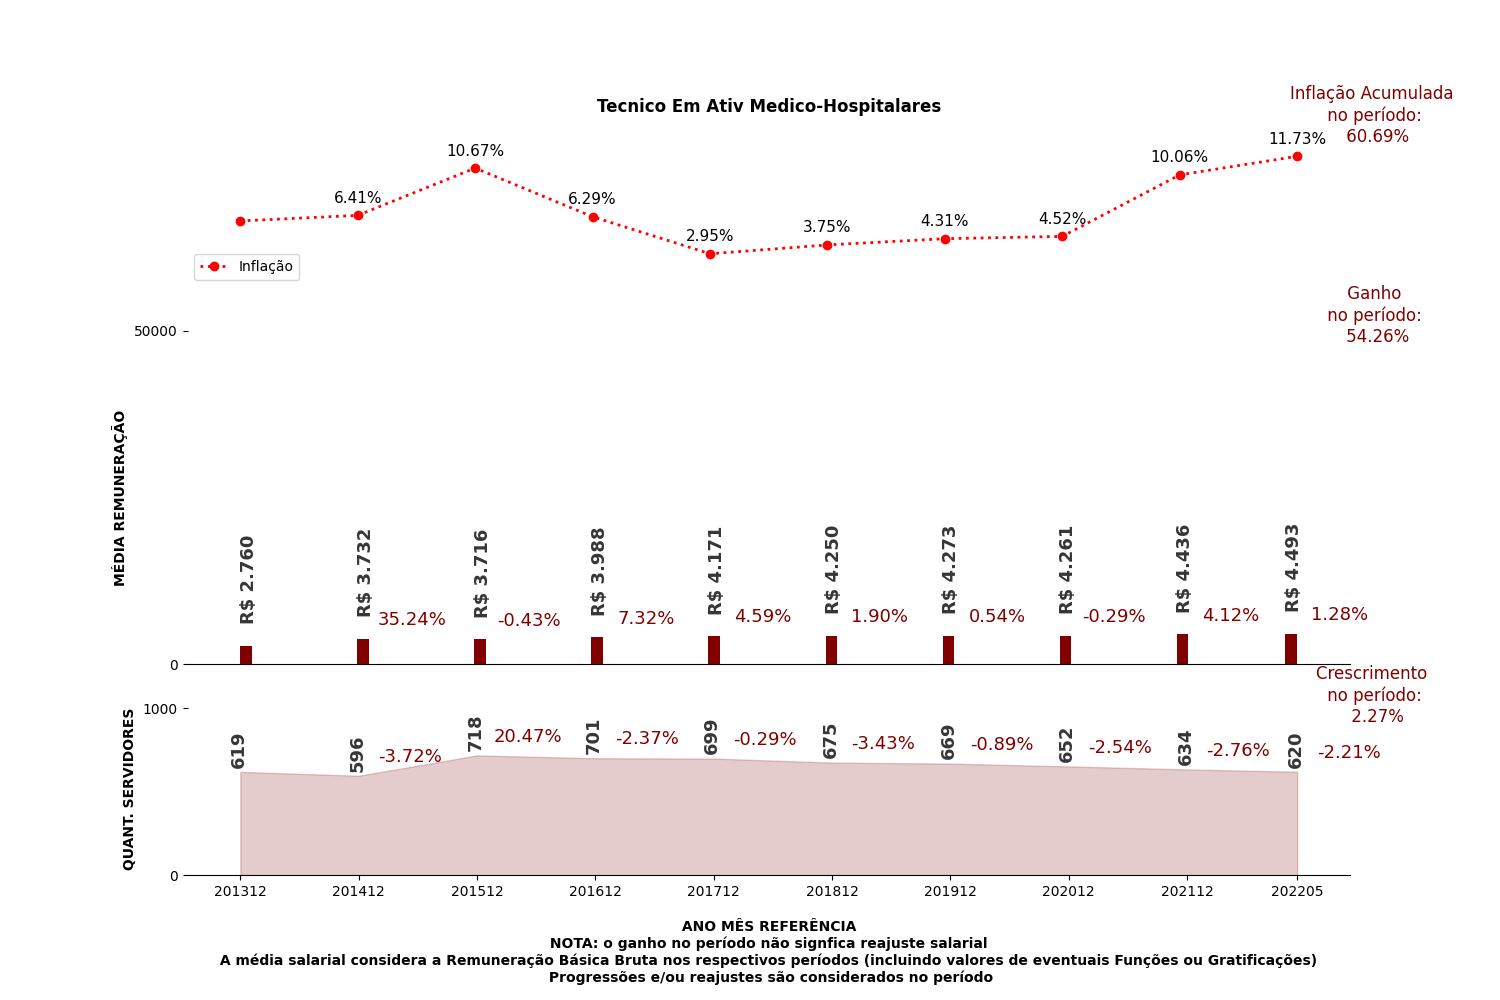 Tecnico Em Ativ Medico-Hospitalares
Inflação Acumulada
no período:
60.69%
6.41%
10.67%
6.29%
2.95%
3.75%
4.31%
4.52%
10.06%
11.73%
Inflação
Ganho
no período:
54.26%
50000
0
MÉDIA REMUNERAÇÃO
R$ 2.760
R$ 3.732
R$ 3.716
R$ 3.988
R$ 4.171
R$ 4.250
R$ 4.273
R$ 4.261
R$ 4.436
R$ 4.493
35.24%
-0.43%
7.32%
4.59%
1.90%
0.54%
-0.29%
4.12%
1.28%
Crescrimento
no período:
2.27%
1000
0
QUANT. SERVIDORES
619
596
718
701
699
675
669
652
634
620
-3.72%
20.47%
-2.37%
-0.29%
-3.43%
-0.89%
-2.54%
-2.76%
-2.21%
201312
201412
201512
201612
201712
201812
201912
202012
202112
202205
ANO MÊS REFERÊNCIA
NOTA: o ganho no período não signfica reajuste salarial
A média salarial considera a Remuneração Básica Bruta nos respectivos períodos (incluindo valores de eventuais Funções ou Gratificações)
Progressões e/ou reajustes são considerados no período